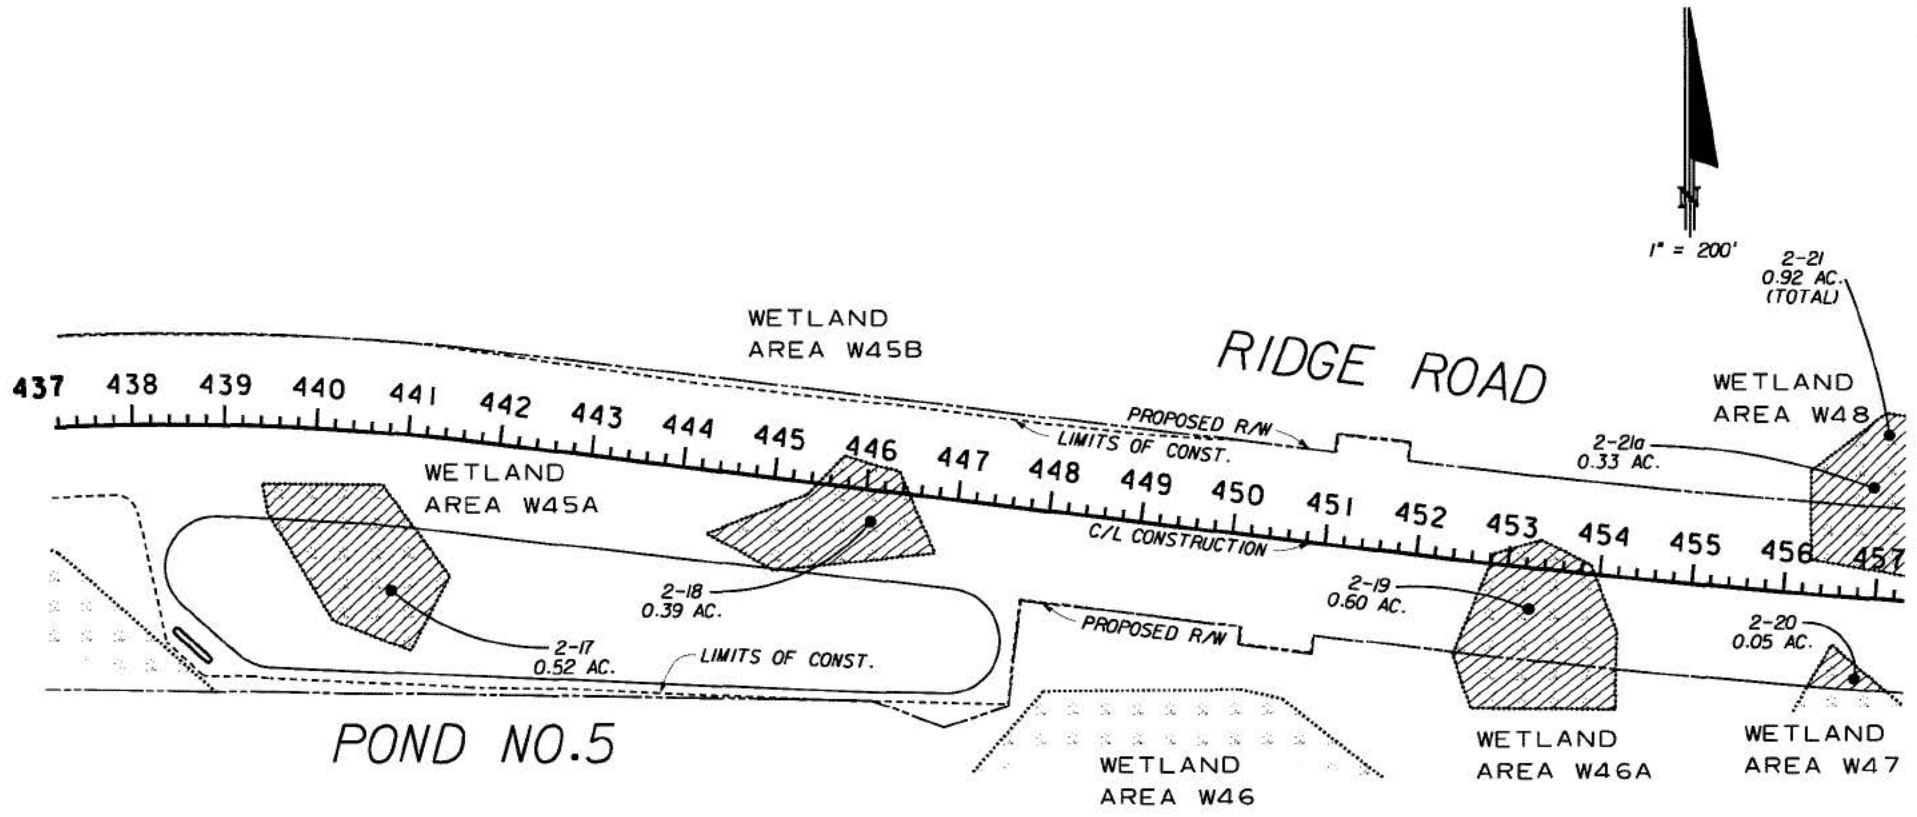 N
1" = 200'
2-21
0.92 AC.
(TOTAL)
WETLAND
AREA W45B
RIDGE ROAD
WETLAND
AREA W48
437 438 439 440 441 442 443 444 445 446 447 448 449 450 451 452 453 454 455 456 457
PROPOSED R/W
LIMITS OF CONST.
2-21a
0.33 AC.
WETLAND
AREA W45A
C/L CONSTRUCTION
2-18
0.39 AC.
2-19
0.60 AC.
2-17
0.52 AC.
LIMITS OF CONST.
PROPOSED R/W
2-20
0.05 AC.
POND NO.5
WETLAND
AREA W46
WETLAND
AREA W46A
WETLAND
AREA W47